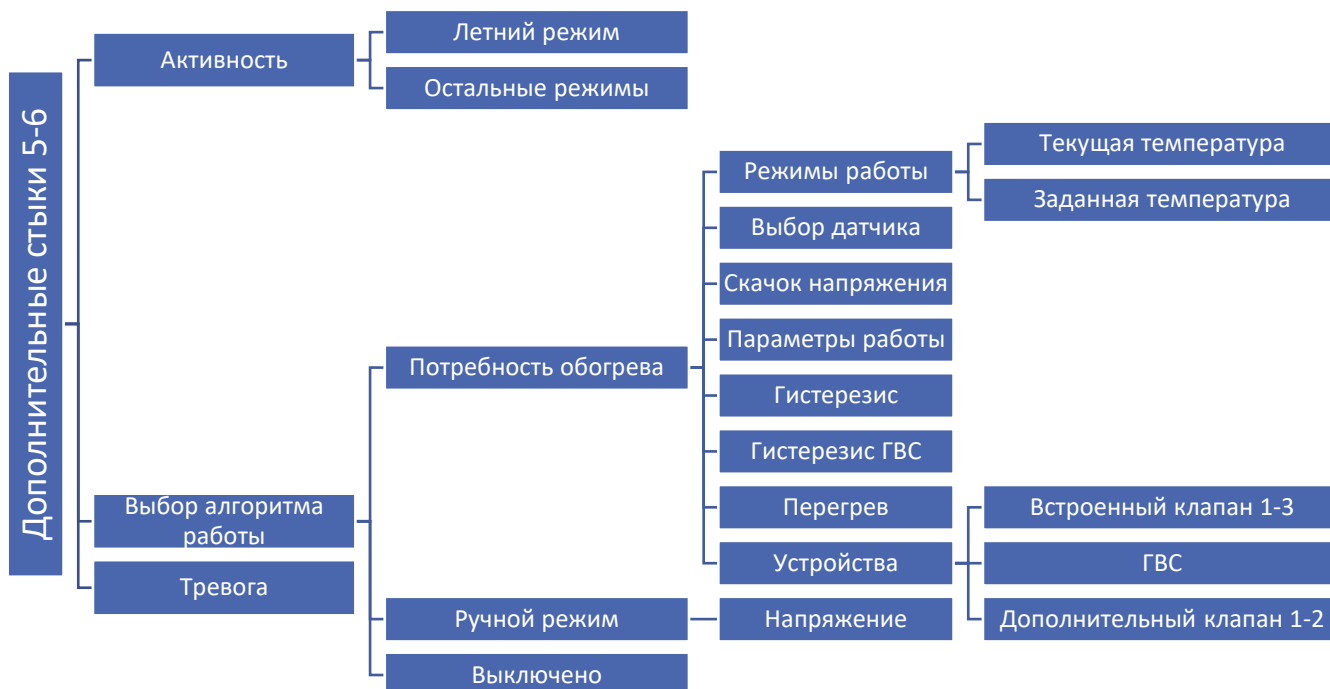 Дополнительные стыки 5-6
Активность
Летний режим
Остальные режимы
Выбор алгоритма
работы
Потребность обогрева
Режимы работы
Текущая температура
Заданная температура
Выбор датчика
Скачок напряжения
Параметры работы
Гистерезис
Гистерезис ГВС
Перегрев
Устройства
Встроенный клапан 1-3
ГВС
Дополнительный клапан 1-2
Ручной режим
Напряжение
Выключено
Тревога